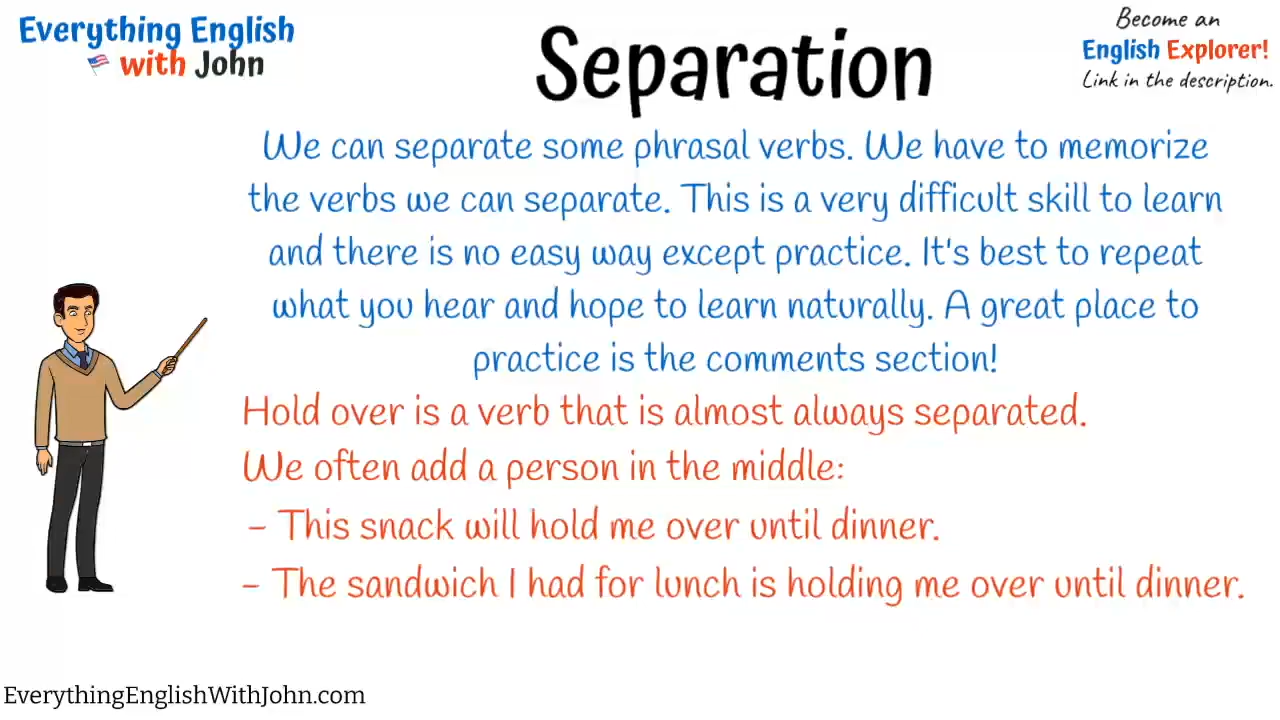 Everything English
with John
Separation
Become an
English Explorer!
Link in the description.
We can separate some phrasal verbs. We have to memorize
the verbs we can separate. This is a very difficult skill to learn
and there is no easy way except practice. It's best to repeat
what you hear and hope to learn naturally. A great place to
practice is the comments section!
Hold over is a verb that is almost always separated.
We often add a person in the middle:
- This snack will hold me over until dinner.
- The sandwich I had for lunch is holding me over until dinner.
EverythingEnglishWithJohn.com